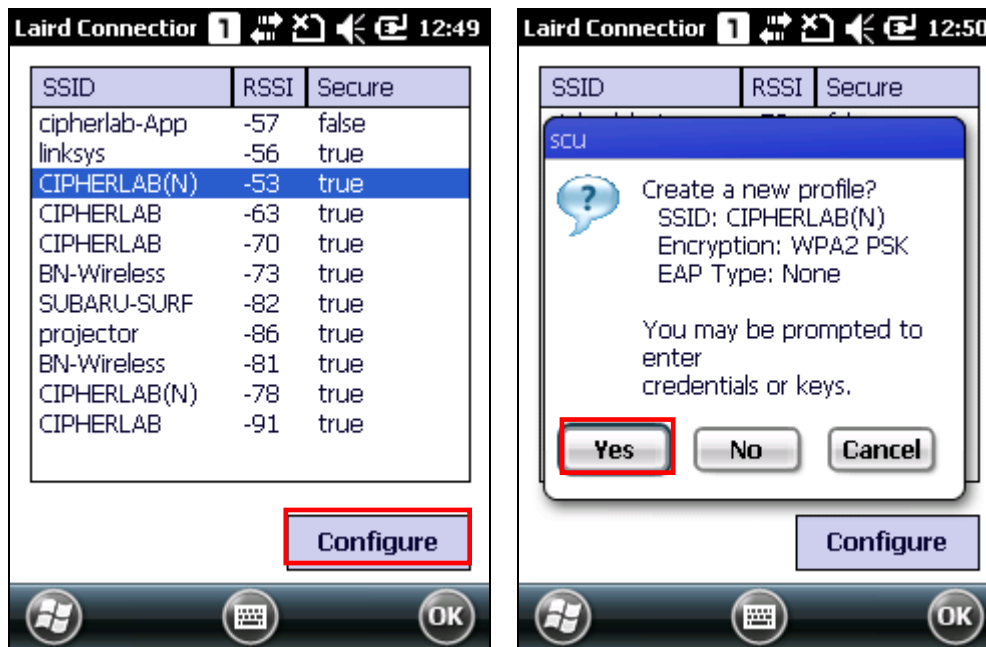 Laird Connectior 1 12:49
SSID RSSI Secure
cipherlab-App -57 false
linksys -56 true
CIPHERLAB(N) -53 true
CIPHERLAB -63 true
CIPHERLAB -70 true
BN-Wireless -73 true
SUBARU-SURF -82 true
projector -86 true
BN-Wireless -81 true
CIPHERLAB(N) -78 true
CIPHERLAB -91 true
Configure
OK
Laird Connectior 1 12:50
SSID RSSI Secure
scu
Create a new profile?
SSID: CIPHERLAB(N)
Encryption: WPA2 PSK
EAP Type: None
You may be prompted to
enter
credentials or keys.
Yes No Cancel
Configure
OK